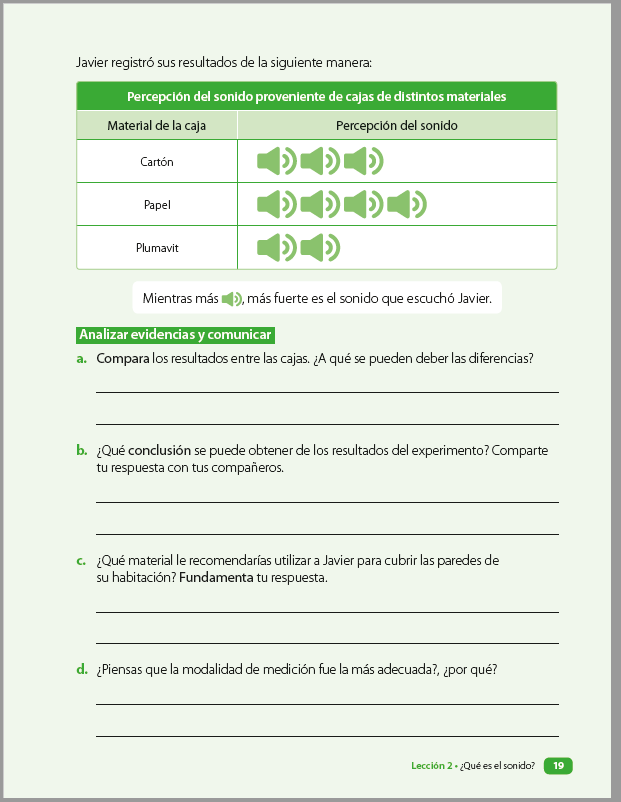 Javier registró sus resultados de la siguiente manera:
Percepción del sonido proveniente de cajas de distintos materiales
Material de la caja Percepción del sonido
Cartón
Papel
Plumavit
Mientras más , más fuerte es el sonido que escuchó Javier.
Analizar evidencias y comunicar
a. Compara los resultados entre las cajas. ¿A qué se pueden deber las diferencias?
b. ¿Qué conclusión se puede obtener de los resultados del experimento? Comparte
tu respuesta con tus compañeros.
c. ¿Qué material le recomendarías utilizar a Javier para cubrir las paredes de
su habitación? Fundamenta tu respuesta.
d. ¿Piensas que la modalidad de medición fue la más adecuada?, ¿por qué?
Lección 2 • ¿Qué es el sonido? 19